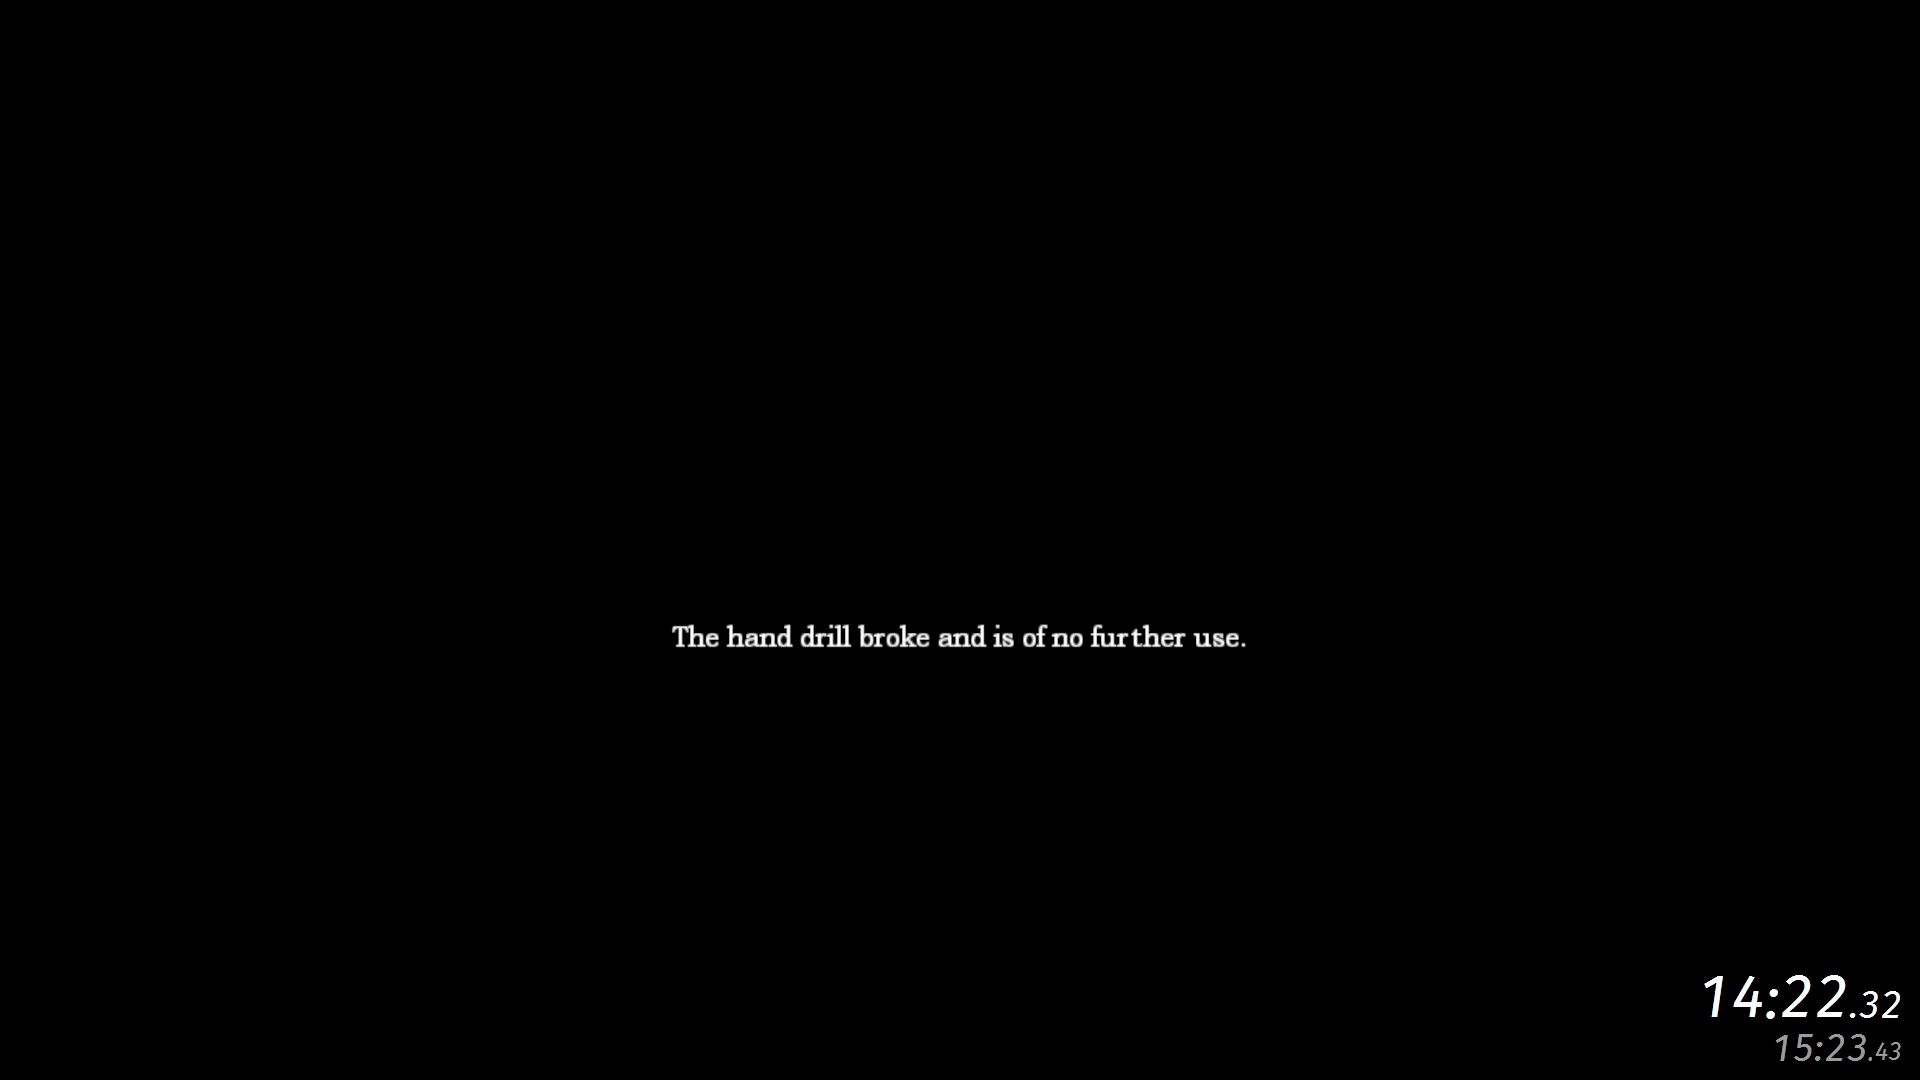 The hand drill broke and is of no further use.
14:22.32
15:23.43